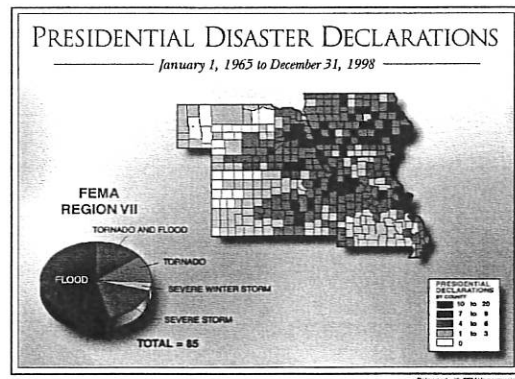 PRESIDENTIAL DISASTER DECLARATIONS
January 1, 1965 to December 31, 1998
FEMA
REGION VII
TORNADO AND FLOOD
TORNADO
FLOOD
SEVERE WINTER STORM
SEVERE STORM
TOTAL = 85
PRESIDENTIAL
DECLARATIONS
BY COUNTY
10 to 20
7 to 9
4 to 6
1 to 3
0